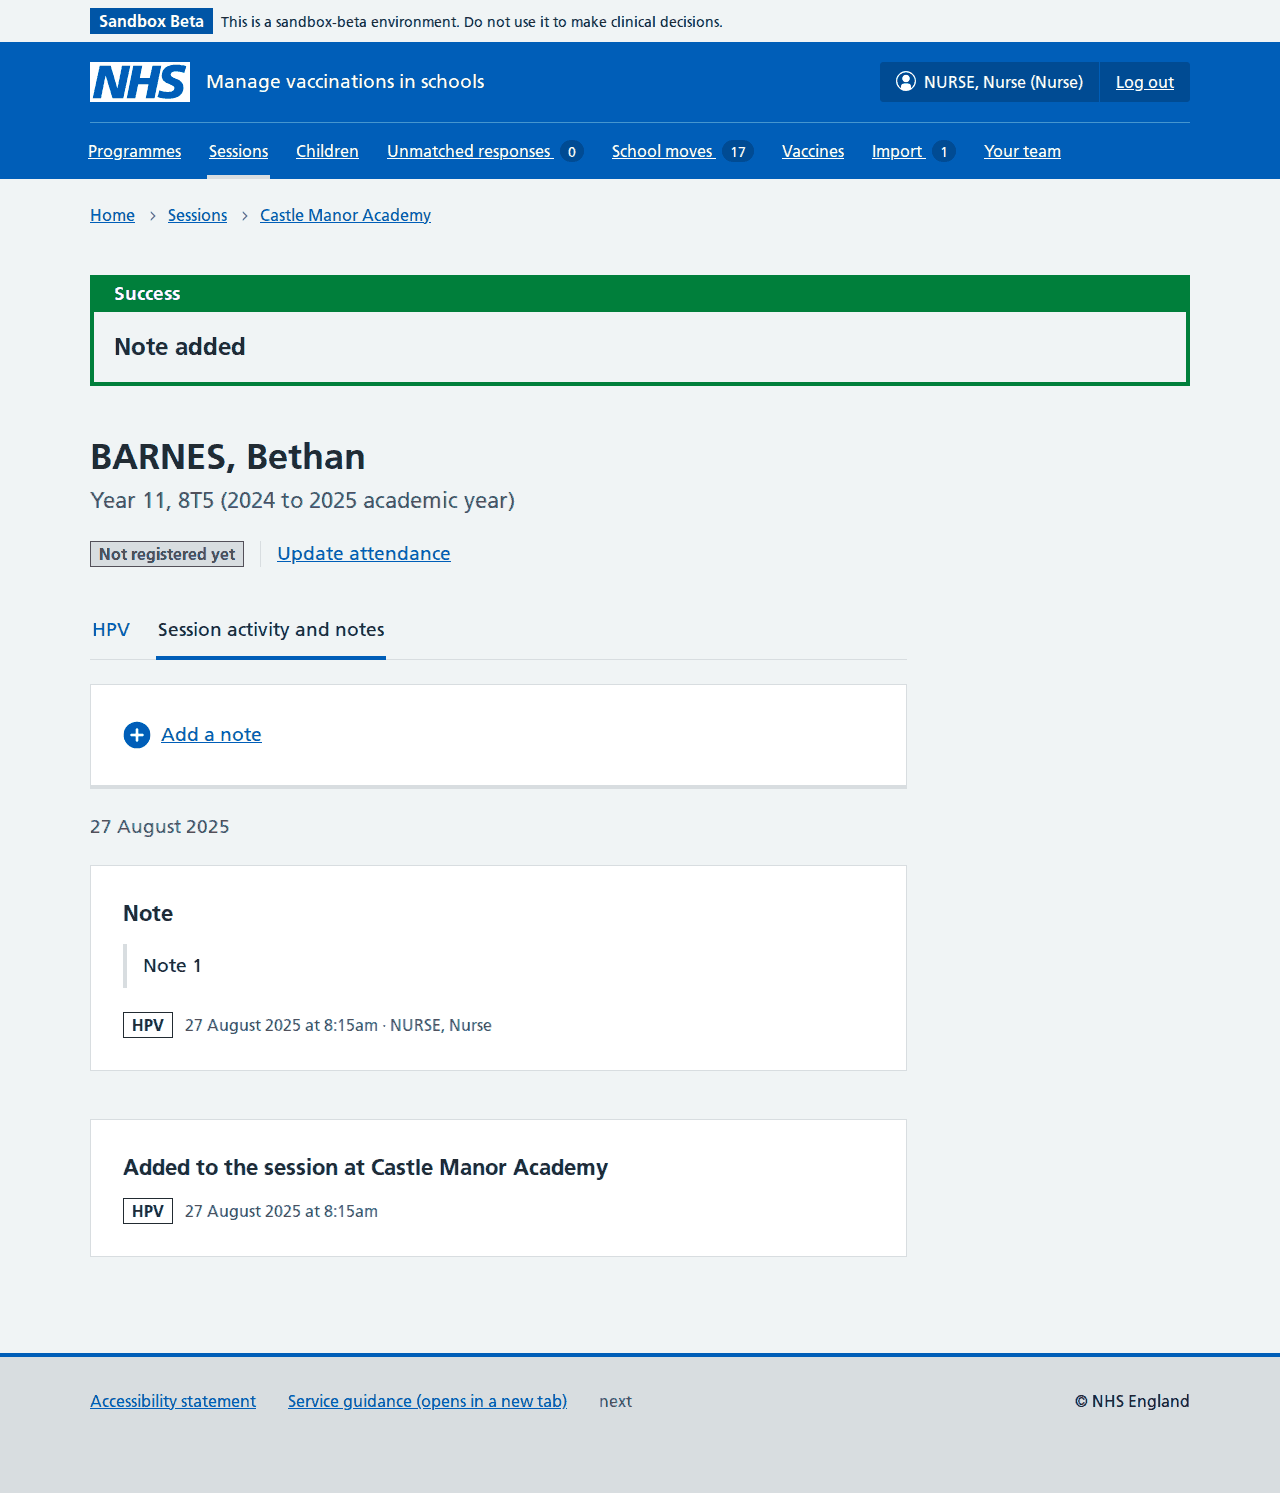 Sandbox Beta This is a sandbox-beta environment. Do not use it to make clinical decisions.
NHS Manage vaccinations in schools NURSE, Nurse (Nurse) Log out
Programmes Sessions Children Unmatched responses 0 School moves 17 Vaccines Import 1 Your team
Home Sessions Castle Manor Academy
Success
Note added
BARNES, Bethan
Year 11, 8T5 (2024 to 2025 academic year)
Not registered yet Update attendance
HPV Session activity and notes
Add a note
27 August 2025
Note
Note 1
HPV 27 August 2025 at 8:15am · NURSE, Nurse
Added to the session at Castle Manor Academy
HPV 27 August 2025 at 8:15am
Accessibility statement Service guidance (opens in a new tab) next © NHS England